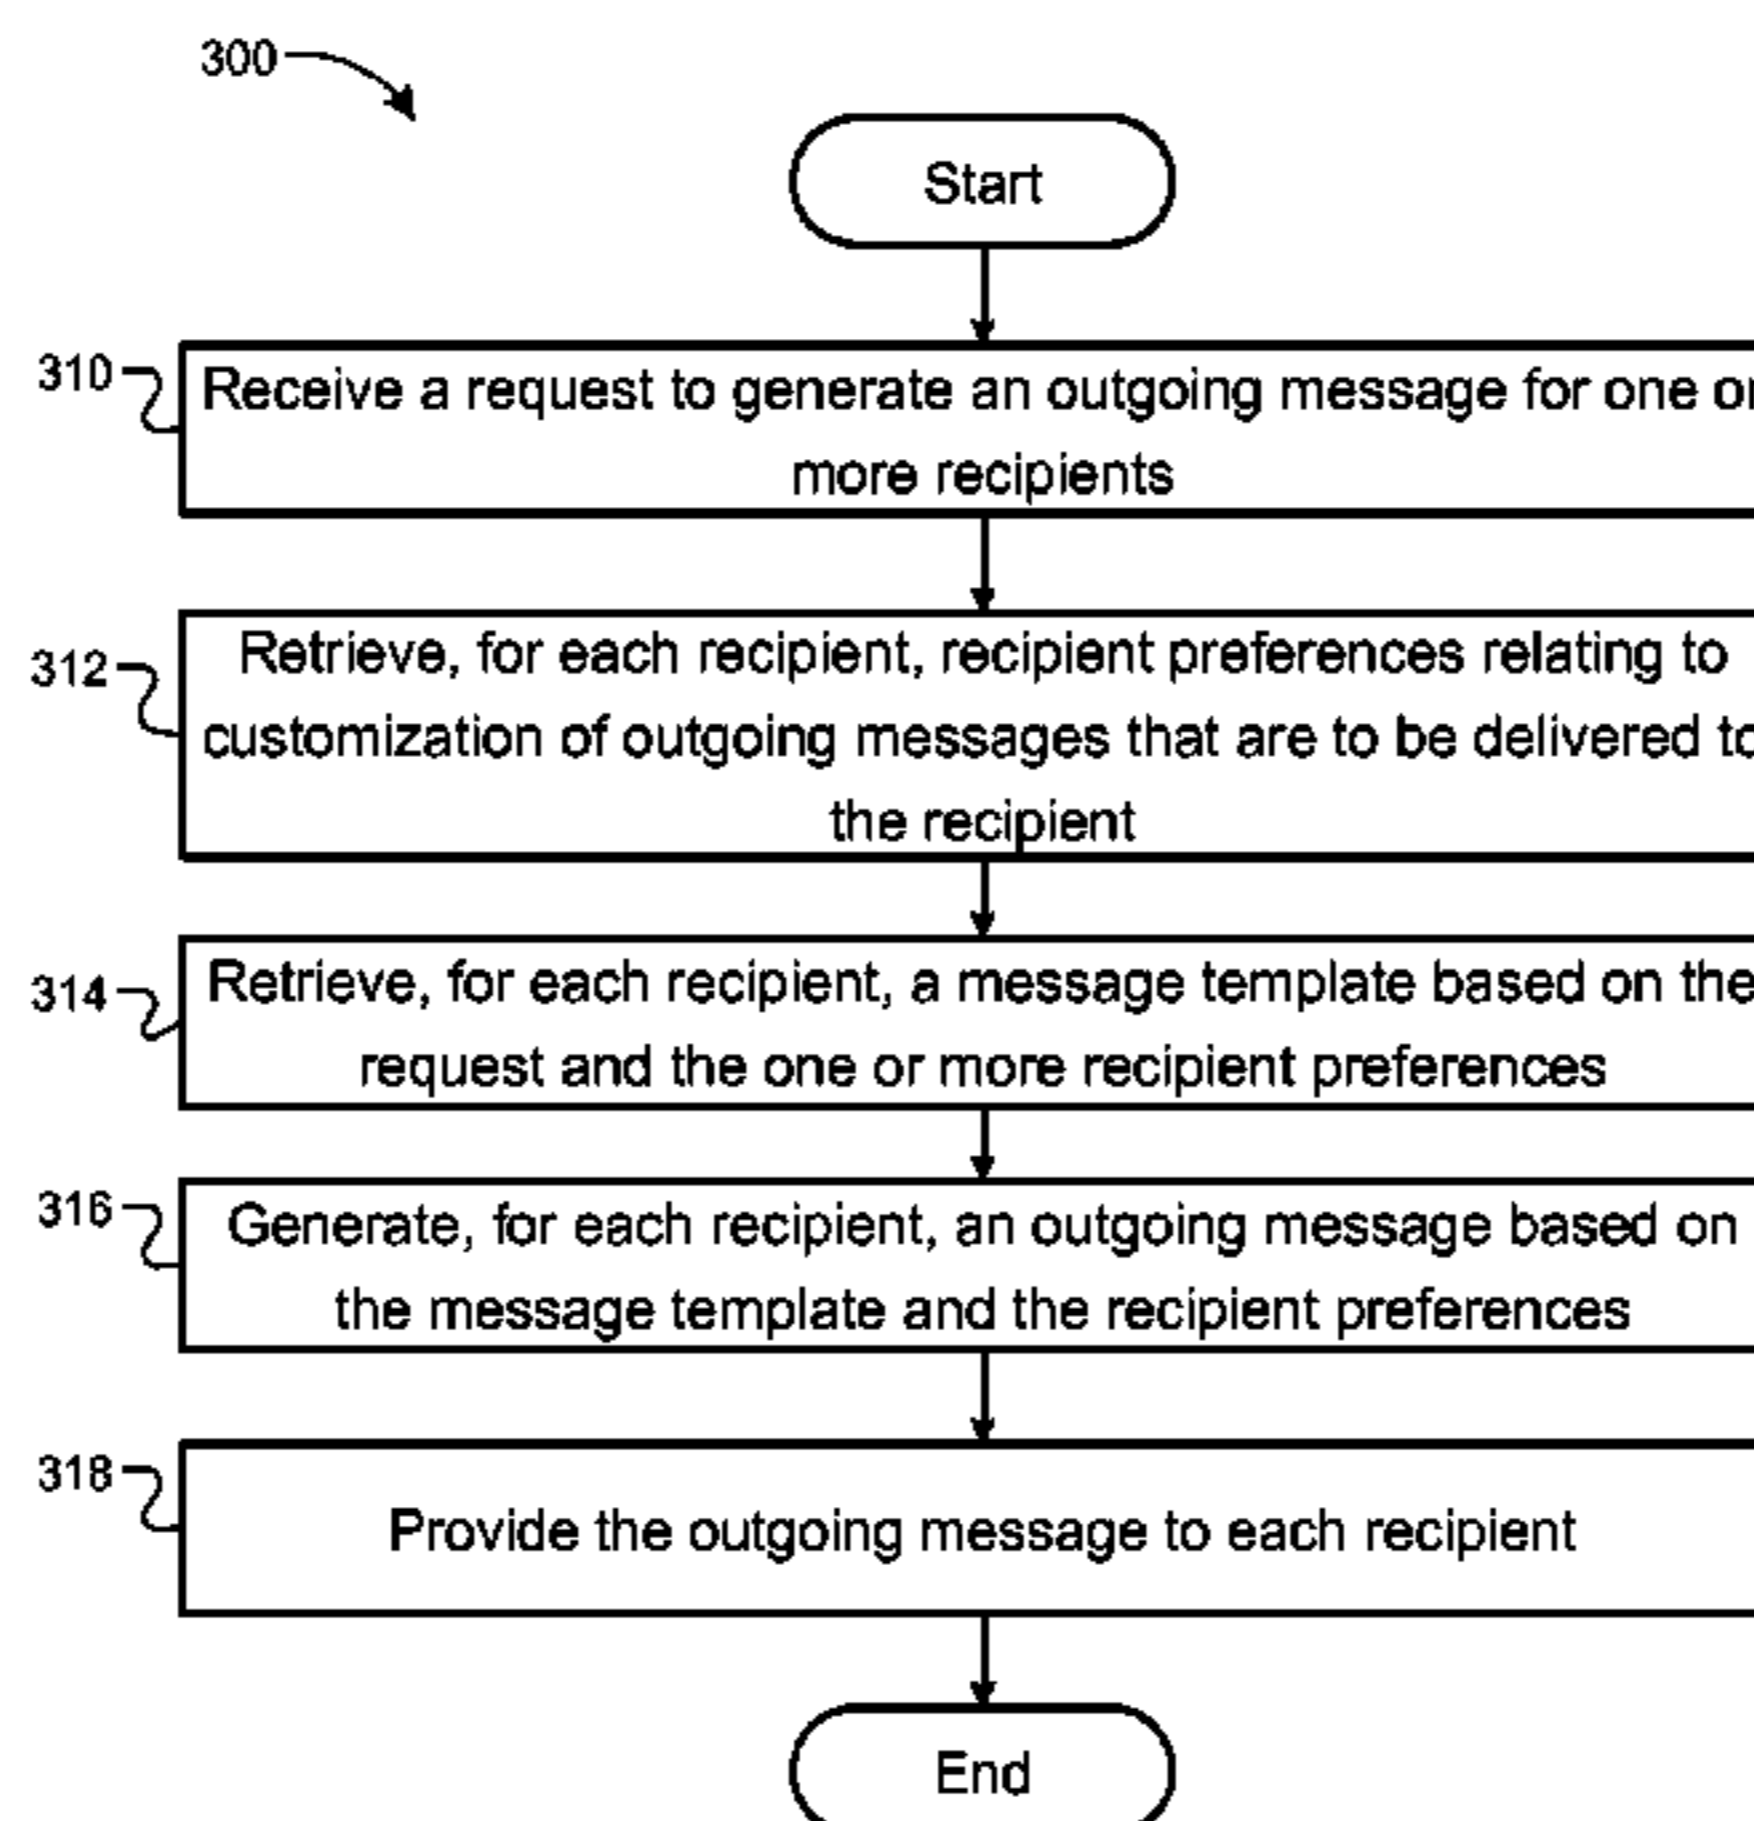 300
Start
310
Receive a request to generate an outgoing message for one or
more recipients
312
Retrieve, for each recipient, recipient preferences relating to
customization of outgoing messages that are to be delivered to
the recipient
314
Retrieve, for each recipient, a message template based on the
request and the one or more recipient preferences
316
Generate, for each recipient, an outgoing message based on
the message template and the recipient preferences
318
Provide the outgoing message to each recipient
End